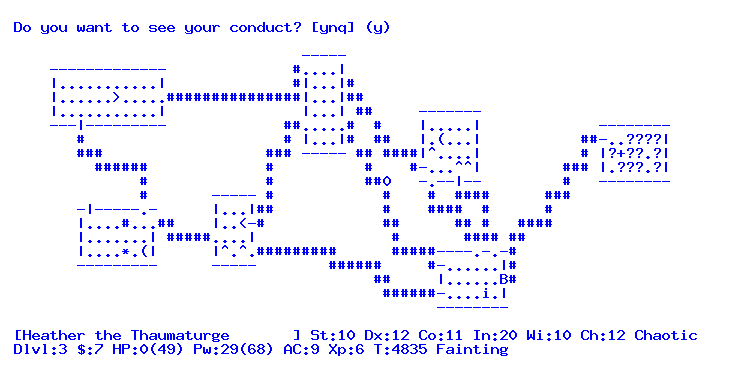 Do you want to see your conduct? [ynq] (y)
                                -----
    -------------              #....|
    |...........|              #|...|#
    |......>.....###############|...|##
    |...........|               |...| ##     -------
    ---|---------             ##.....#  #    |.....|             --------
       #                      # |...|#  ##   |.(...|           ##-..????|
       ###                  ### ----- ## ####|^....|           # |?+??.?|
         ######             #          #    #-...^^|          #  |.???.?|
              #             #          ##O   -.--|--         #   --------
              #       ----- #            #    #  ####      ###
       -|-----.-      |...|##            #    ####  #      #
       |....#...##    |..<-#             ##      ## #   ####
       |.......| #####....|               #       #### ##
       |....*.(|      |^.^.#########      #####----.-.-#
       ---------      -----        ######     #-......|#
                                        ##     |......B#
                                         ######-....i.|
                                               --------
[Heather the Thaumaturge       ] St:10 Dx:12 Co:11 In:20 Wi:10 Ch:12 Chaotic
Dlvl:3 $:7 HP:0(49) Pw:29(68) AC:9 Xp:6 T:4835 Fainting